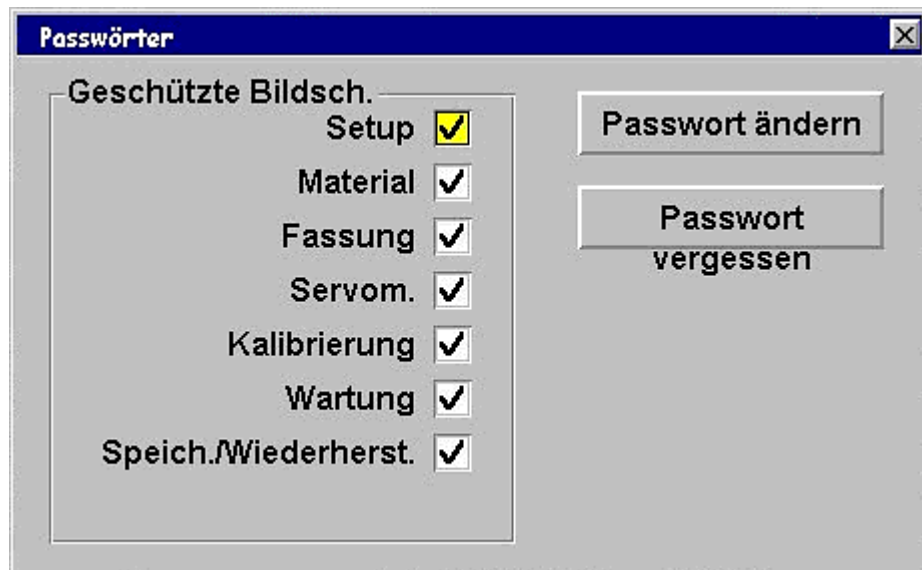 Passwörter
Geschützte Bildsch.
Setup
Material
Fassung
Servom.
Kalibrierung
Wartung
Speich./Wiederherst.
Passwort ändern
Passwort
vergessen